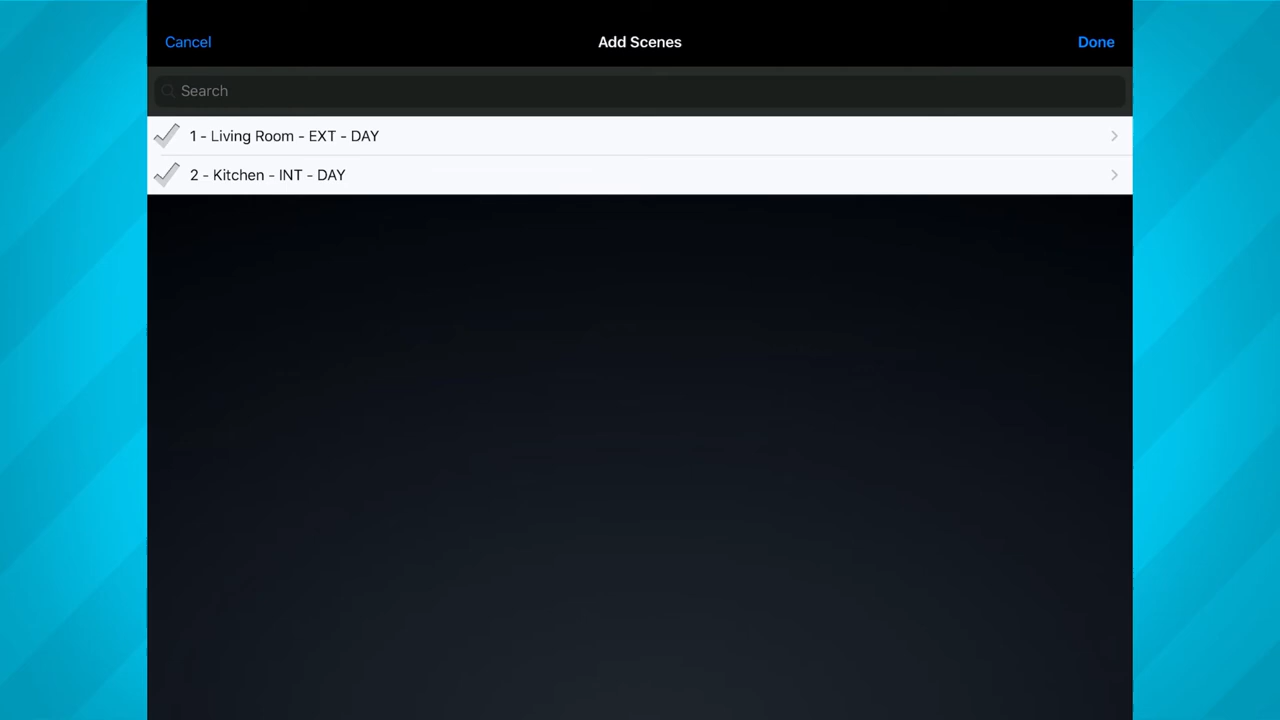 Cancel
Add Scenes
Done
Search
1 - Living Room - EXT - DAY
2 - Kitchen - INT - DAY